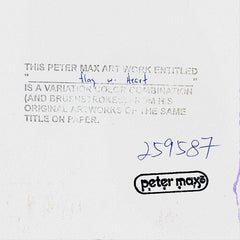 THIS PETER MAX ART WORK ENTITLED
"Flag w. Heart"
IS A VARIATION COLOR COMBINATION
(AND BRUSHSTROKES) FROM HIS
ORIGINAL ARTWORKS OF THE SAME
TITLE ON PAPER.
259587
peter max®